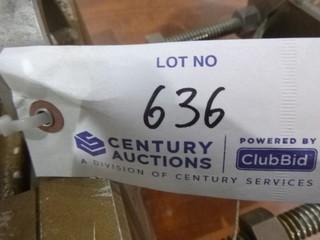 LOT NO
636
CENTURY AUCTIONS
A DIVISION OF CENTURY SERVICES
POWERED BY
ClubBid